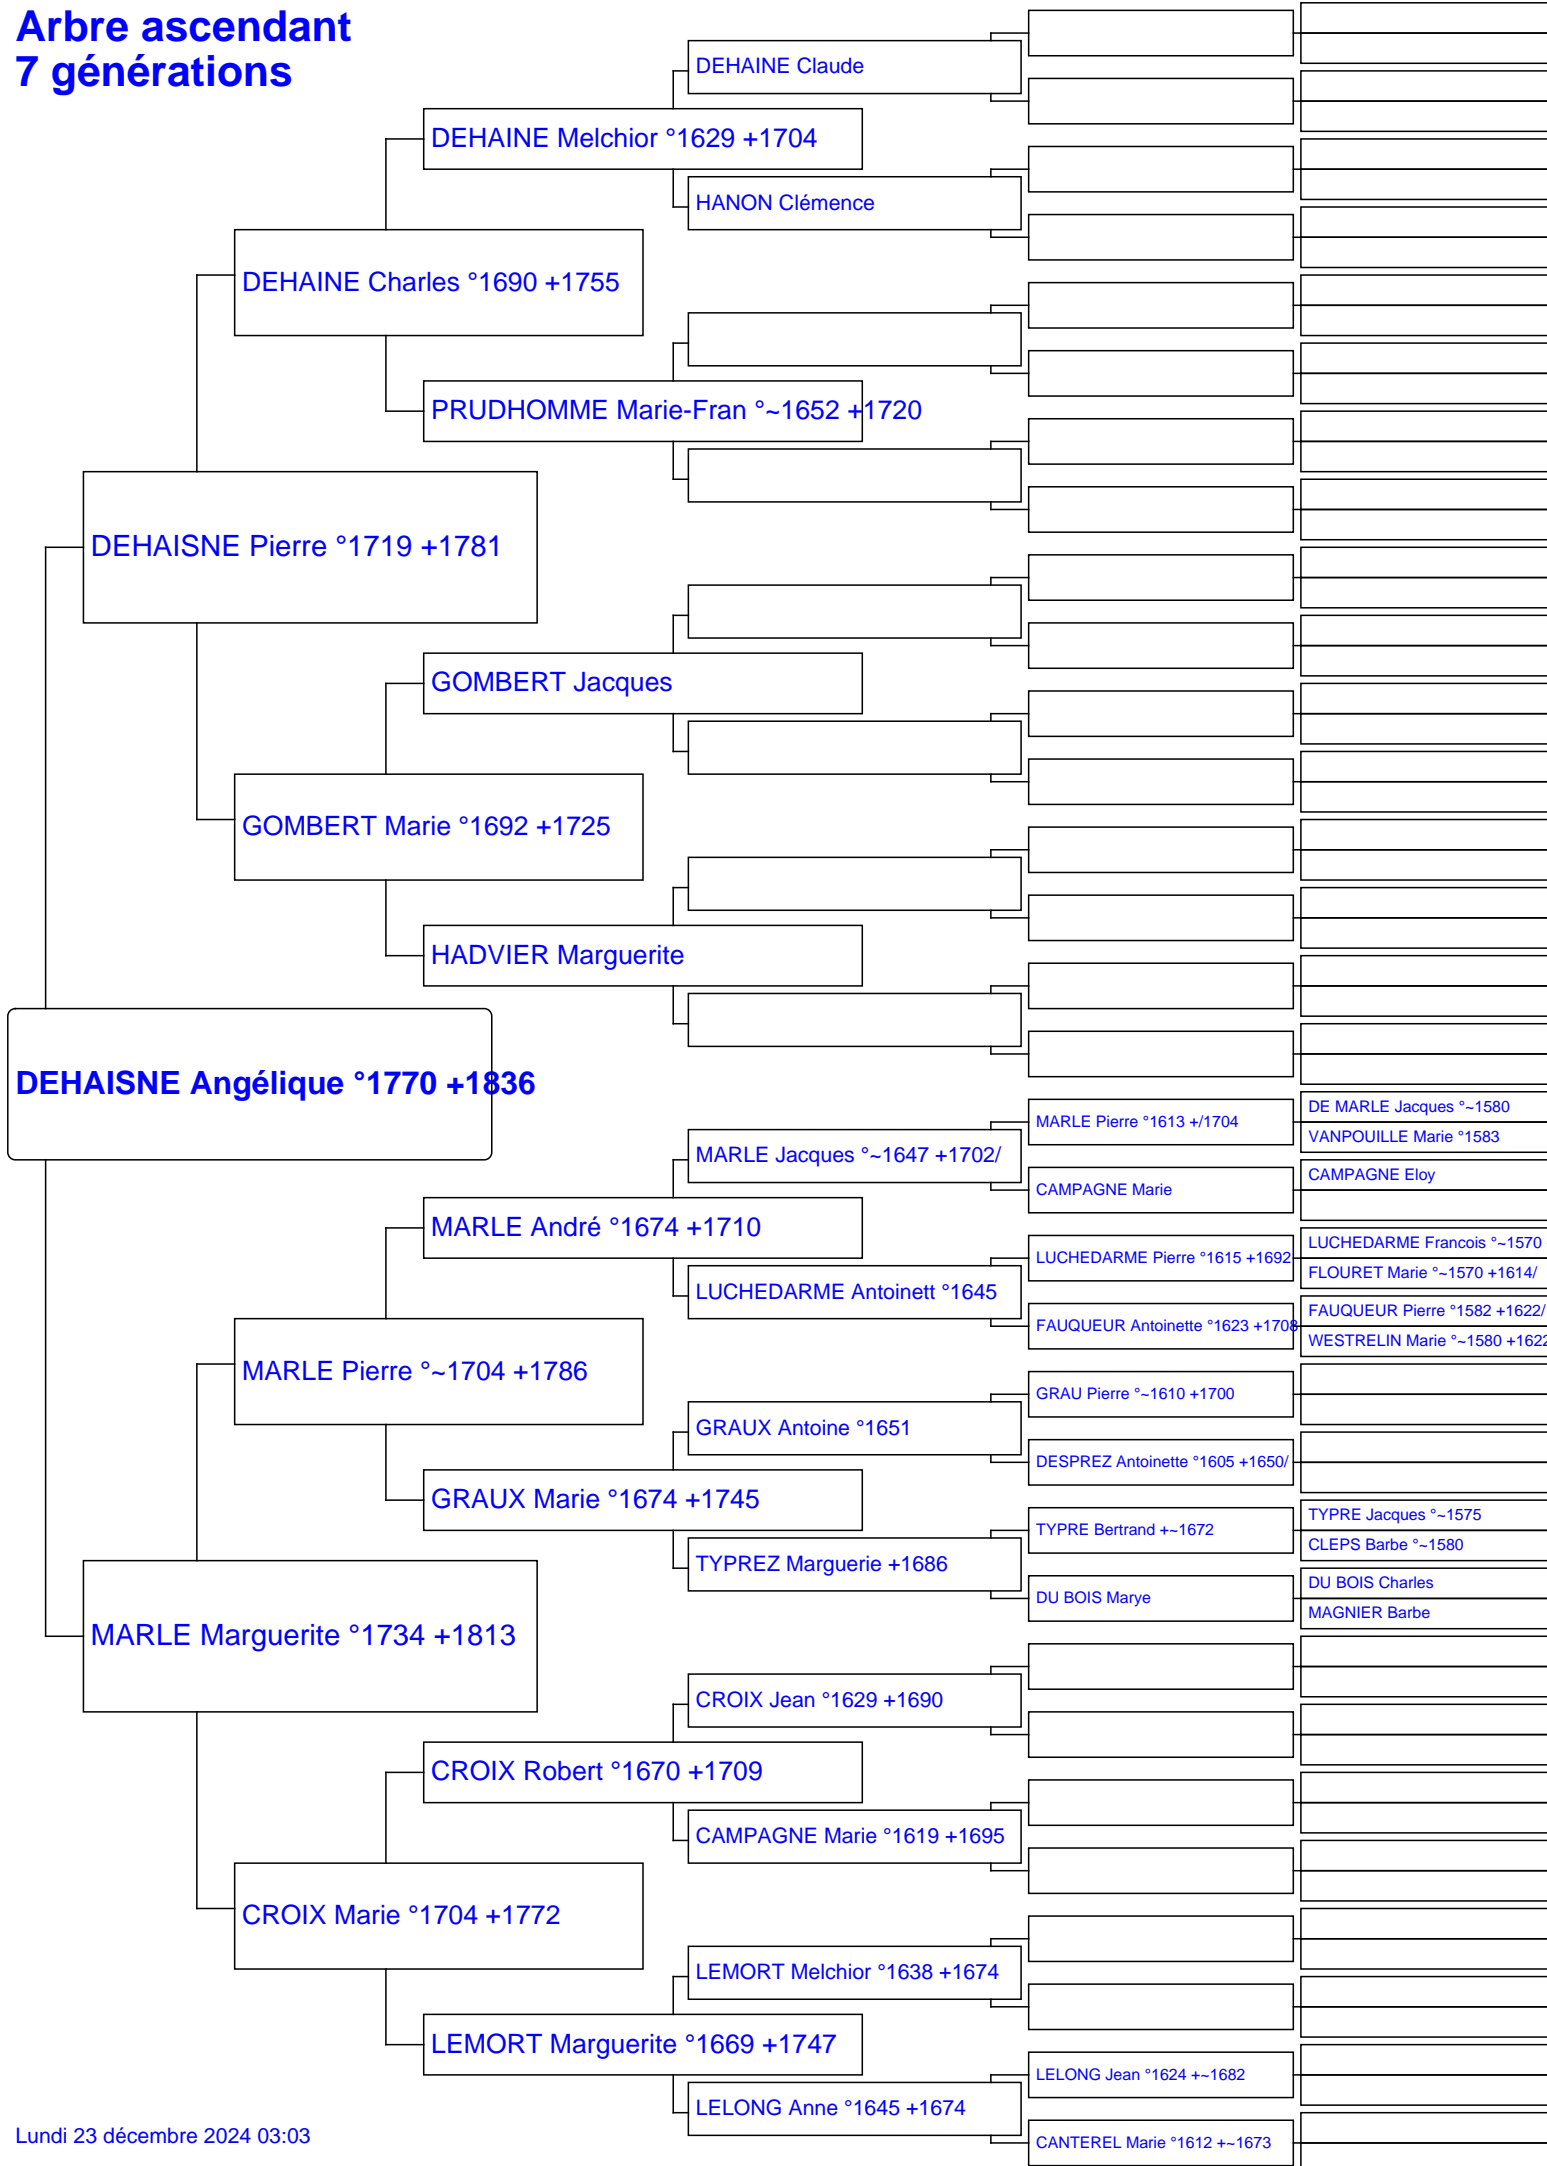 Arbre ascendant
7 générations
DEHAINE Claude
DEHAINE Melchior °1629 +1704
HANON Clémence
DEHAINE Charles °1690 +1755
PRUDHOMME Marie-Fran °~1652 +1720
DEHAISNE Pierre °1719 +1781
GOMBERT Jacques
GOMBERT Marie °1692 +1725
HADVIER Marguerite
DEHAISNE Angélique °1770 +1836
DE MARLE Jacques °~1580
MARLE Pierre °1613 +/1704
VANPOUILLE Marie °1583
MARLE Jacques °~1647 +1702/
CAMPAGNE Eloy
CAMPAGNE Marie
MARLE André °1674 +1710
LUCHEDARME Francois °~1570
LUCHEDARME Pierre °1615 +1692
FLOURET Marie °~1570 +1614/
LUCHEDARME Antoinett °1645
FAUQUEUR Pierre °1582 +1622/
FAUQUEUR Antoinette °1623 +1708
WESTRELIN Marie °~1580 +1622
MARLE Pierre °~1704 +1786
GRAU Pierre °~1610 +1700
GRAUX Antoine °1651
DESPREZ Antoinette °1605 +1650/
GRAUX Marie °1674 +1745
TYPRE Jacques °~1575
TYPRE Bertrand +~1672
CLEPS Barbe °~1580
TYPREZ Marguerie +1686
DU BOIS Charles
DU BOIS Marye
MAGNIER Barbe
MARLE Marguerite °1734 +1813
CROIX Jean °1629 +1690
CROIX Robert °1670 +1709
CAMPAGNE Marie °1619 +1695
CROIX Marie °1704 +1772
LEMORT Melchior °1638 +1674
LEMORT Marguerite °1669 +1747
LELONG Jean °1624 +~1682
LELONG Anne °1645 +1674
CANTEREL Marie °1612 +~1673
Lundi 23 décembre 2024 03:03